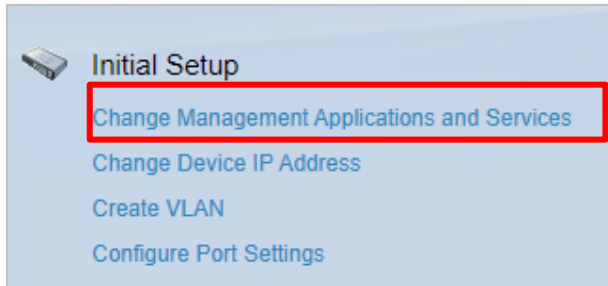 Initial Setup
Change Management Applications and Services
Change Device IP Address
Create VLAN
Configure Port Settings